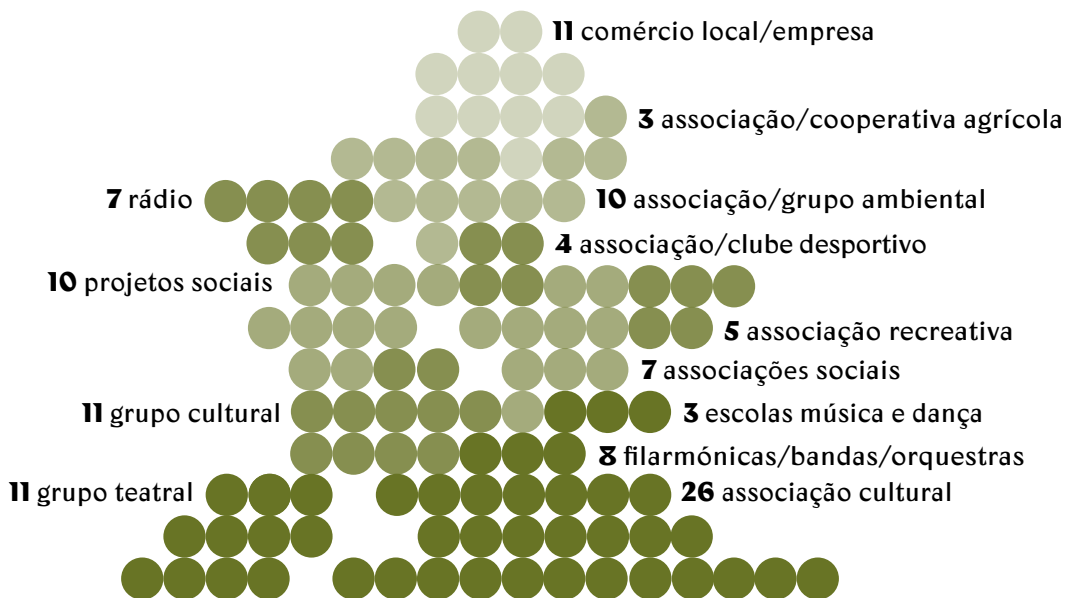 11 comércio local/empresa
3 associação/cooperativa agrícola
7 rádio
10 associação/grupo ambiental
4 associação/clube desportivo
10 projetos sociais
5 associação recreativa
7 associações sociais
11 grupo cultural
3 escolas música e dança
8 filarmónicas/bandas/orquestras
11 grupo teatral
26 associação cultural